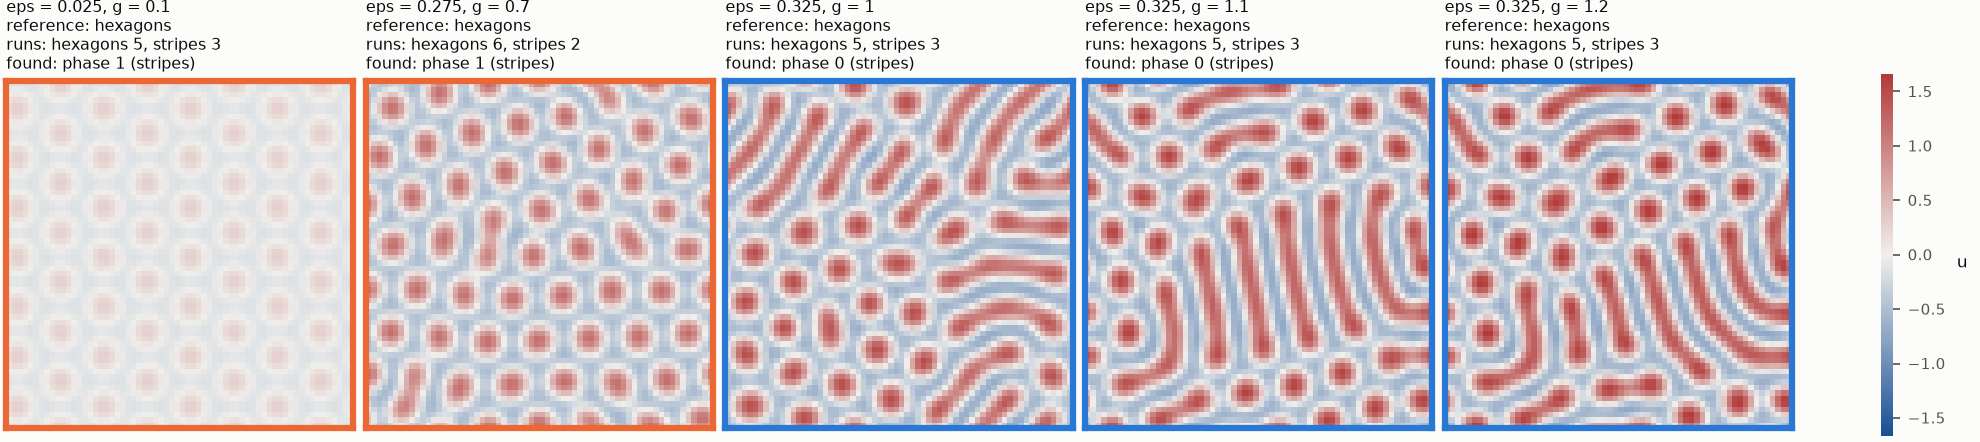 eps = 0.025, g = 0.1
reference: hexagons
runs: hexagons 5, stripes 3
found: phase 1 (stripes)
eps = 0.275, g = 0.7
reference: hexagons
runs: hexagons 6, stripes 2
found: phase 1 (stripes)
eps = 0.325, g = 1
reference: hexagons
runs: hexagons 5, stripes 3
found: phase 0 (stripes)
eps = 0.325, g = 1.1
reference: hexagons
runs: hexagons 5, stripes 3
found: phase 0 (stripes)
eps = 0.325, g = 1.2
reference: hexagons
runs: hexagons 5, stripes 3
found: phase 0 (stripes)
1.5
1.0
0.5
0.0
−0.5
−1.0
−1.5
u